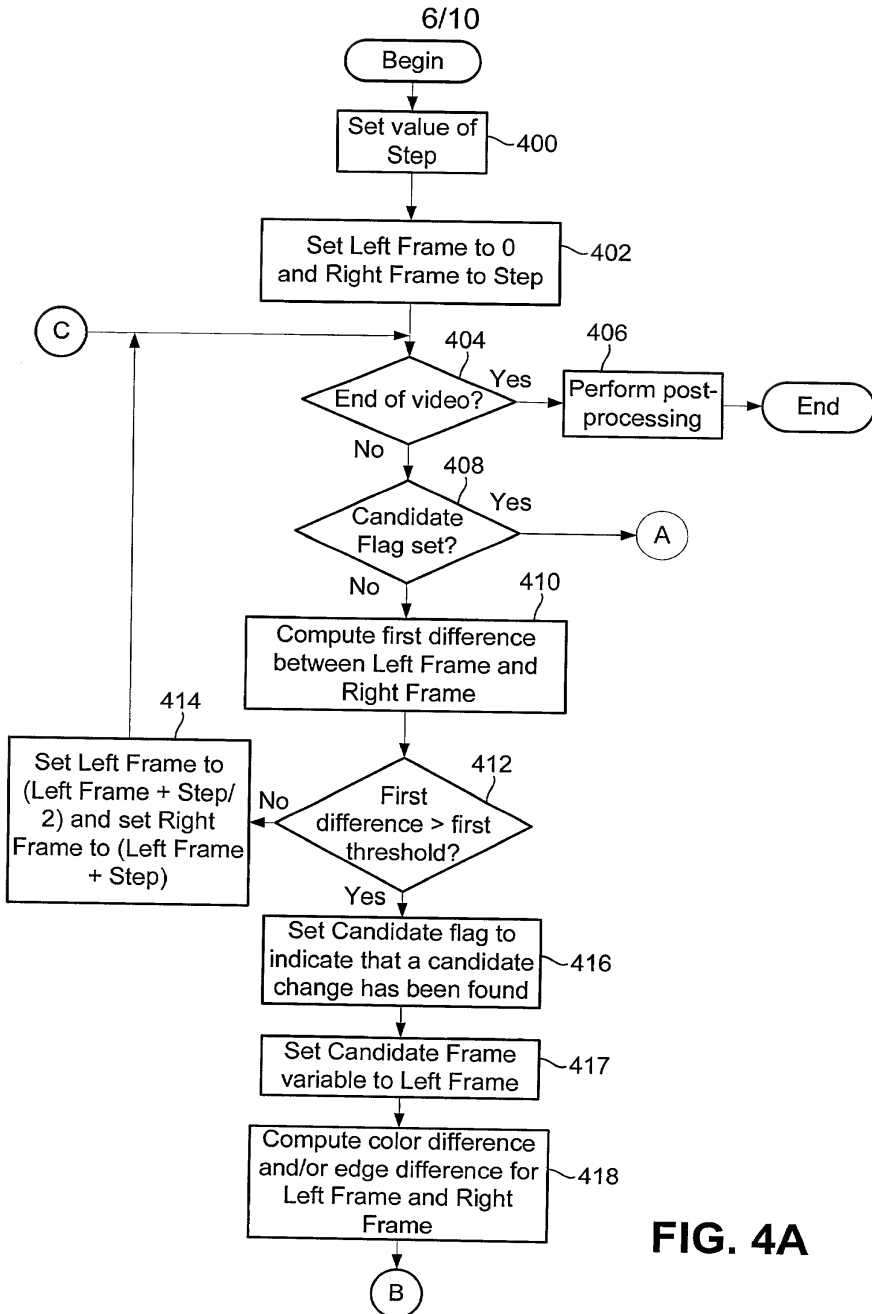 6/10
Begin
Set value of
Step
400
Set Left Frame to 0
and Right Frame to Step
402
C
404
End of video?
Yes
No
406
Perform post-
processing
End
408
Candidate
Flag set?
Yes
No
A
410
Compute first difference
between Left Frame and
Right Frame
414
Set Left Frame to
(Left Frame + Step/
2) and set Right
Frame to (Left Frame
+ Step)
No
412
First
difference > first
threshold?
Yes
Set Candidate flag to
indicate that a candidate
change has been found
416
Set Candidate Frame
variable to Left Frame
417
Compute color difference
and/or edge difference for
Left Frame and Right
Frame
418
B
FIG. 4A